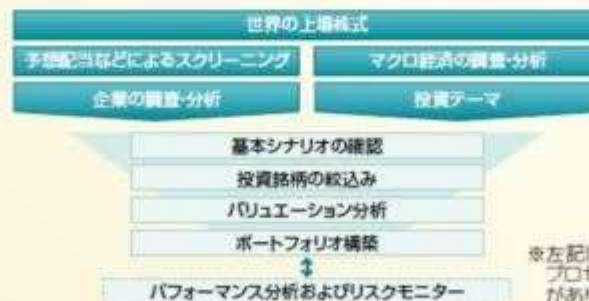 世界の上場株式
予想配当などによるスクリーニング
マクロ経済の調査・分析
企業の調査・分析
投資テーマ
基本シナリオの確認
投資銘柄の絞込み
バリュエーション分析
ポートフォリオ構築
パフォーマンス分析およびリスクモニター
※左記
プロセ
があり